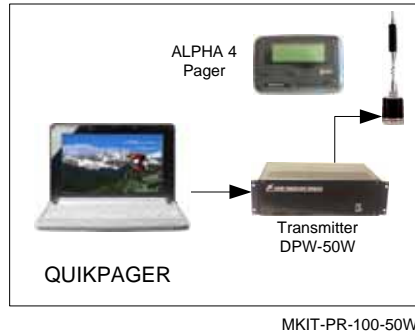 ALPHA 4
Pager
Transmitter
DPW-50W
QUIKPAGER
MKIT-PR-100-50W